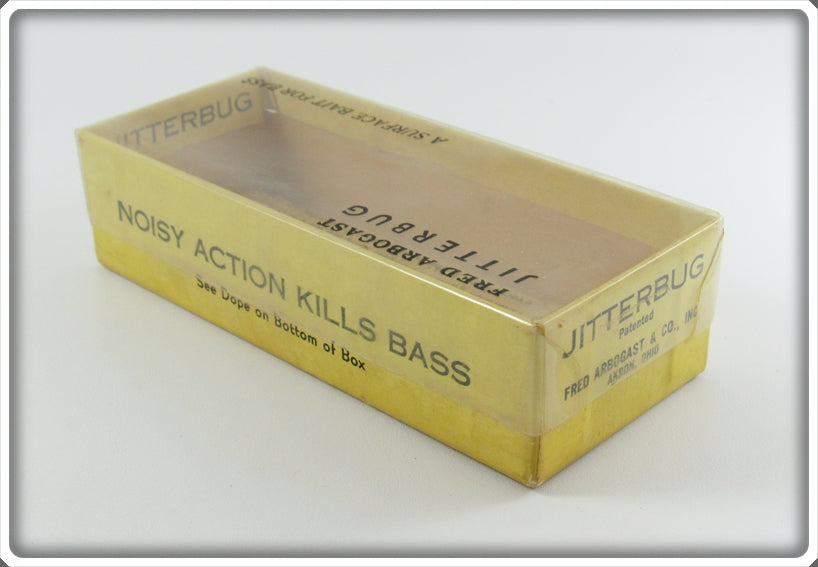 JITTERBUG
A SURFACE BAIT FOR BASS
FRED ARBOGAST
JITTERBUG
NOISY ACTION KILLS BASS
See Dope on Bottom of Box
JITTERBUG
Patented
FRED ARBOGAST & CO., INC
AKRON, OHIO